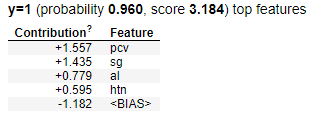 y=1 (probability 0.960, score 3.184) top features
Contribution? Feature
+1.557 pcv
+1.435 sg
+0.779 al
+0.595 htn
-1.182 <BIAS>